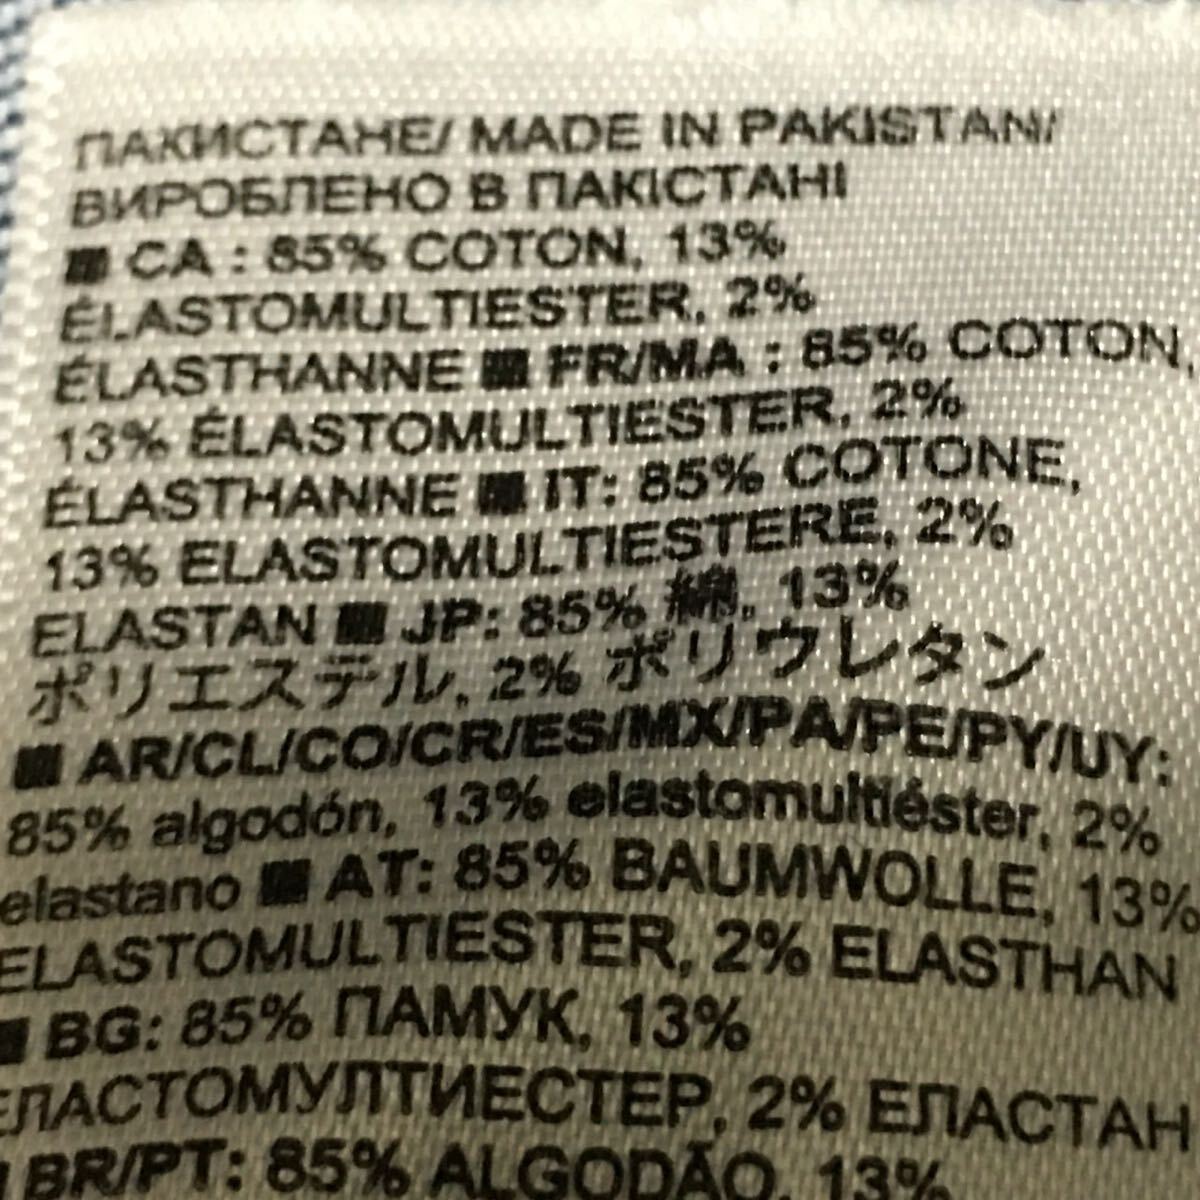 ПАКИСТАНЕ/ MADE IN PAKISTAN/
ВИРОБЛЕНО В ПАКІСТАНІ
■ CA : 85% COTON, 13%
ÉLASTOMULTIESTER, 2%
ÉLASTHANNE ■ FR/MA : 85% COTON,
13% ÉLASTOMULTIESTER, 2%
ÉLASTHANNE ■ IT: 85% COTONE,
13% ELASTOMULTIESTERE, 2%
ELASTAN ■ JP: 85% 綿, 13%
ポリエステル, 2% ポリウレタン
■ AR/CL/CO/CR/ES/MX/PA/PE/PY/UY:
85% algodón, 13% elastomultiéster, 2%
elastano ■ AT: 85% BAUMWOLLE, 13%
ELASTOMULTIESTER, 2% ELASTHAN
■ BG: 85% ПАМУК, 13%
ЕЛАСТОМУЛТИЕСТЕР, 2% ЕЛАСТАН
■ BR/PT: 85% ALGODÃO, 13%